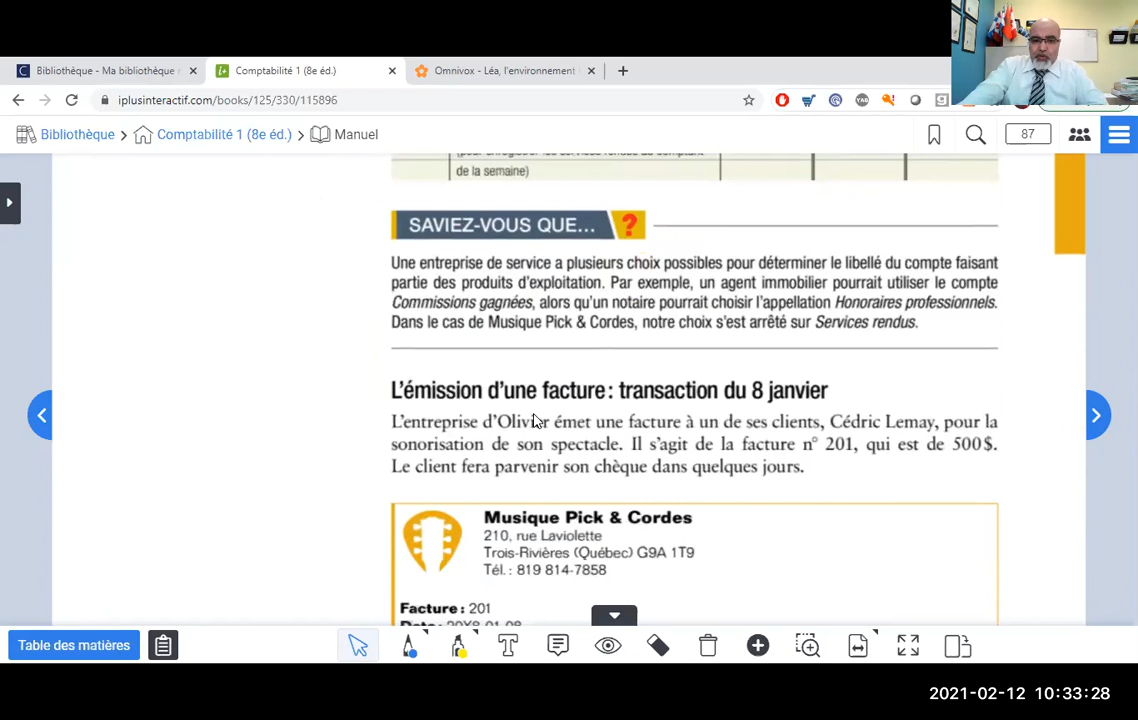 Bibliothèque - Ma bibliothèque
Comptabilité 1 (8e éd.)
Omnivox - Léa, l'environnement
iplusinteractif.com/books/125/330/115896
Bibliothèque > Comptabilité 1 (8e éd.) > Manuel
87
de la semaine)
SAVIEZ-VOUS QUE... ?
Une entreprise de service a plusieurs choix possibles pour déterminer le libellé du compte faisant
partie des produits d'exploitation. Par exemple, un agent immobilier pourrait utiliser le compte
Commissions gagnées, alors qu'un notaire pourrait choisir l'appellation Honoraires professionnels.
Dans le cas de Musique Pick & Cordes, notre choix s'est arrêté sur Services rendus.
L'émission d'une facture : transaction du 8 janvier
L'entreprise d'Olivier émet une facture à un de ses clients, Cédric Lemay, pour la
sonorisation de son spectacle. Il s'agit de la facture n° 201, qui est de 500 $.
Le client fera parvenir son chèque dans quelques jours.
Musique Pick & Cordes
210, rue Laviolette
Trois-Rivières (Québec) G9A 1T9
Tél. : 819 814-7858
Facture : 201
Table des matières
2021-02-12 10:33:28